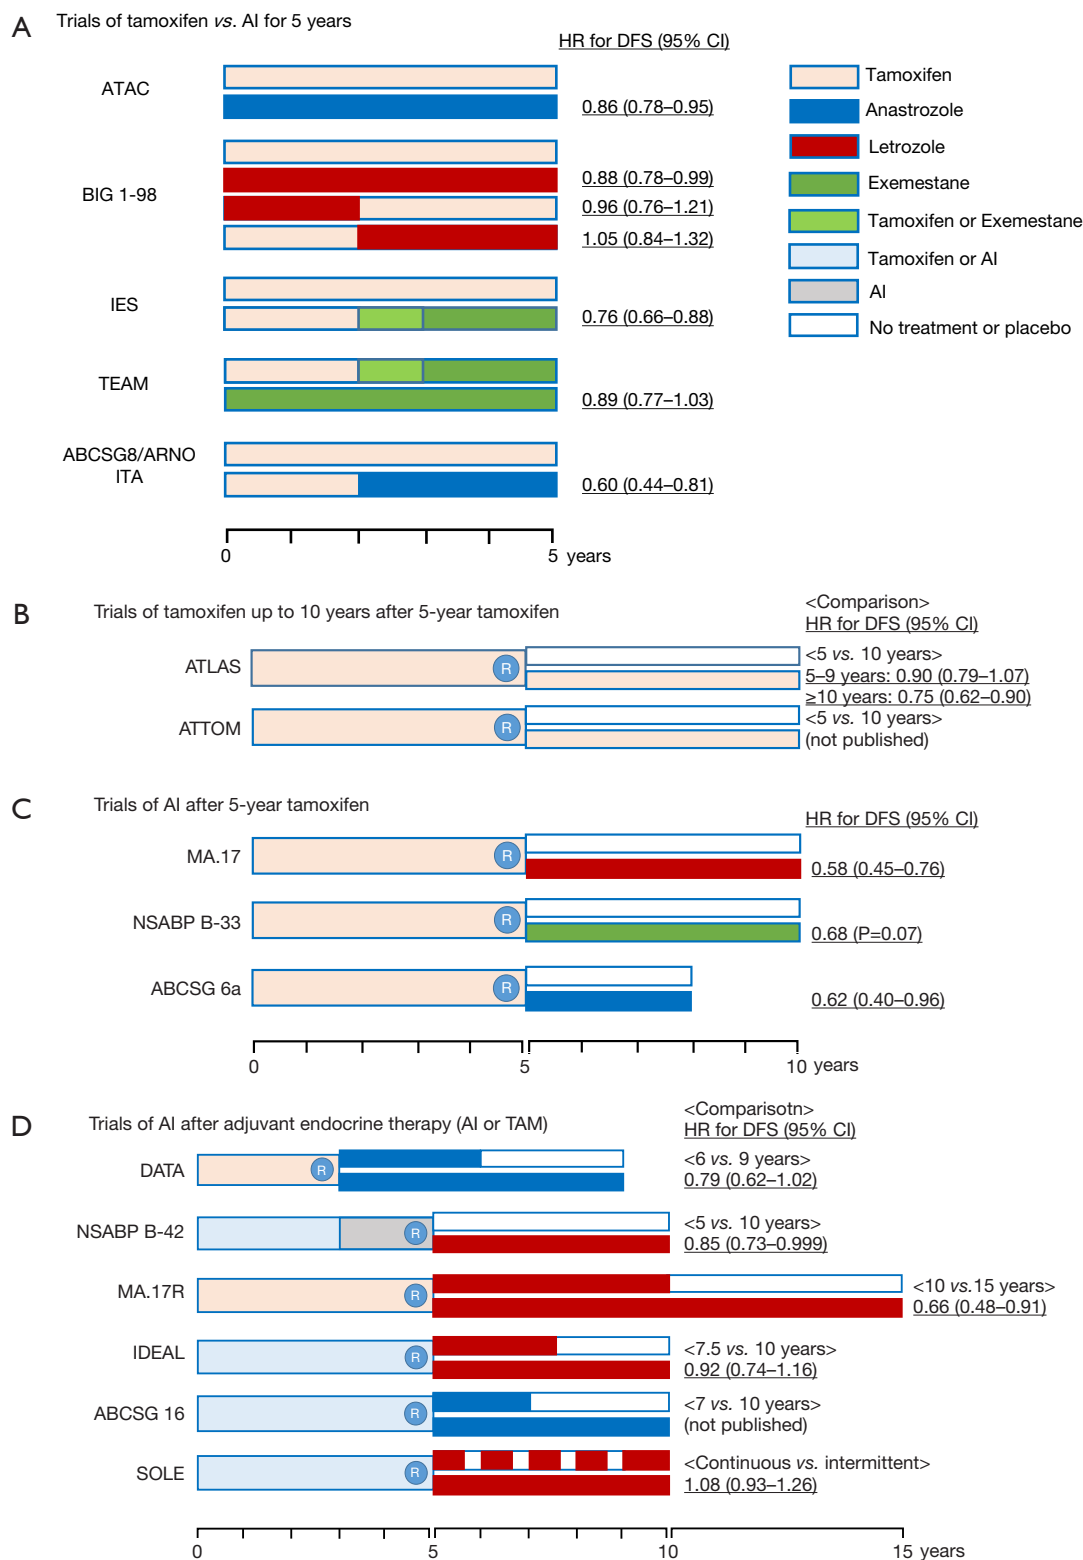 A Trials of tamoxifen vs. AI for 5 years
HR for DFS (95% CI)
ATAC
0.86 (0.78–0.95)
BIG 1-98
0.88 (0.78–0.99)
0.96 (0.76–1.21)
1.05 (0.84–1.32)
IES
0.76 (0.66–0.88)
TEAM
0.89 (0.77–1.03)
ABCSG8/ARNO
ITA
0.60 (0.44–0.81)
0 5 years
Tamoxifen
Anastrozole
Letrozole
Exemestane
Tamoxifen or Exemestane
Tamoxifen or AI
AI
No treatment or placebo
B Trials of tamoxifen up to 10 years after 5-year tamoxifen
<Comparison>
HR for DFS (95% CI)
ATLAS
R
<5 vs. 10 years>
5–9 years: 0.90 (0.79–1.07)
≥10 years: 0.75 (0.62–0.90)
ATTOM
R
<5 vs. 10 years>
(not published)
C Trials of AI after 5-year tamoxifen
HR for DFS (95% CI)
MA.17
R
0.58 (0.45–0.76)
NSABP B-33
R
0.68 (P=0.07)
ABCSG 6a
R
0.62 (0.40–0.96)
0 5 10 years
D Trials of AI after adjuvant endocrine therapy (AI or TAM)
<Comparisotn>
HR for DFS (95% CI)
DATA
R
<6 vs. 9 years>
0.79 (0.62–1.02)
NSABP B-42
R
<5 vs. 10 years>
0.85 (0.73–0.999)
MA.17R
R
<10 vs.15 years>
0.66 (0.48–0.91)
IDEAL
R
<7.5 vs. 10 years>
0.92 (0.74–1.16)
ABCSG 16
R
<7 vs. 10 years>
(not published)
SOLE
R
<Continuous vs. intermittent>
1.08 (0.93–1.26)
0 5 10 15
years